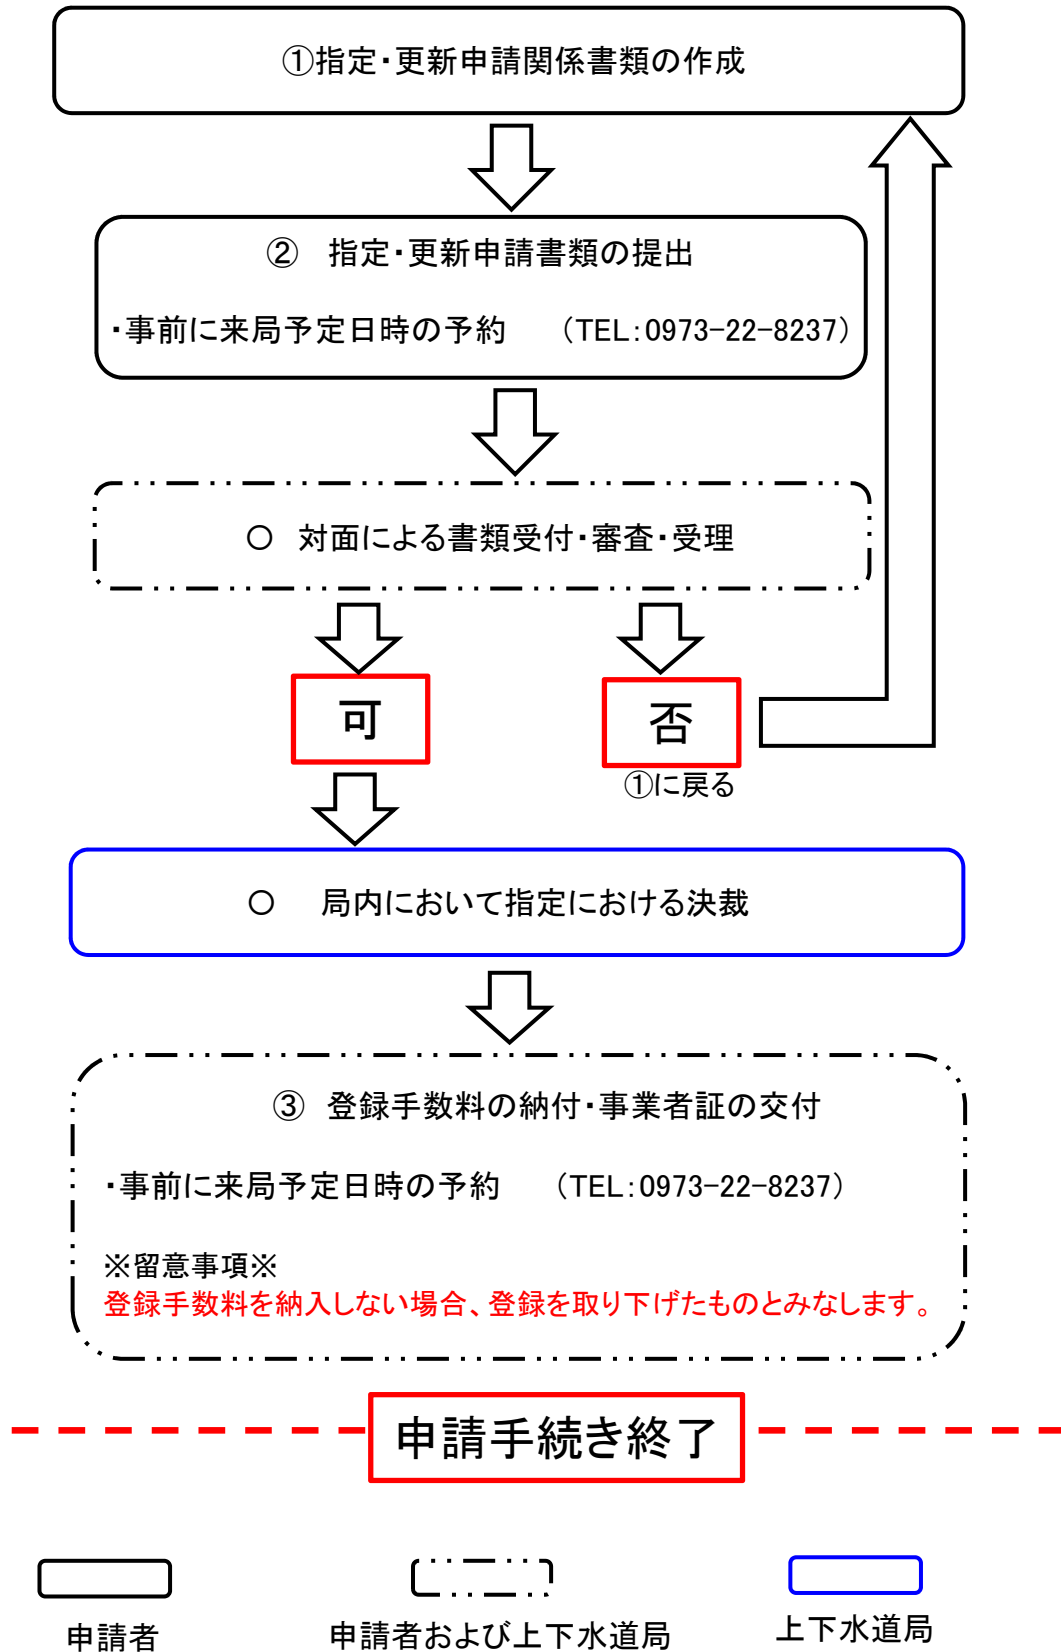 ①指定・更新申請関係書類の作成
② 指定・更新申請書類の提出
・事前に来局予定日時の予約 （TEL：0973-22-8237）
○ 対面による書類受付・審査・受理
可
否
①に戻る
○ 局内において指定における決裁
③ 登録手数料の納付・事業者証の交付
・事前に来局予定日時の予約 （TEL：0973-22-8237）
※留意事項※
登録手数料を納入しない場合、登録を取り下げたものとみなします。
申請手続き終了
申請者
申請者および上下水道局
上下水道局